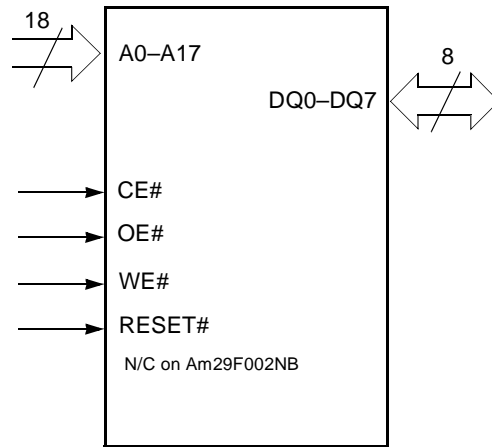 18
A0–A17
8
DQ0–DQ7
CE#
OE#
WE#
RESET#
N/C on Am29F002NB